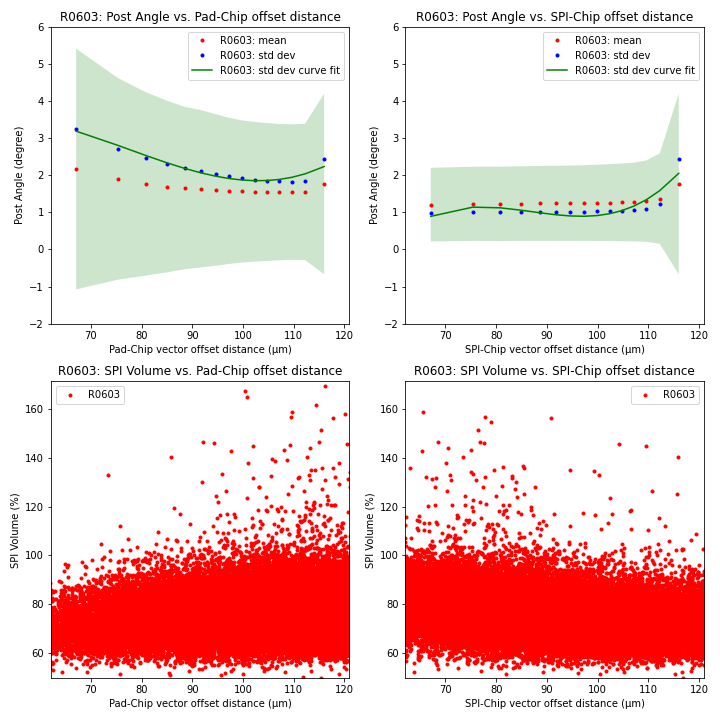 R0603: Post Angle vs. Pad-Chip offset distance
R0603: mean
R0603: std dev
R0603: std dev curve fit
Post Angle (degree)
6
5
4
3
2
1
0
−1
−2
70
80
90
100
110
120
Pad-Chip vector offset distance (μm)
R0603: Post Angle vs. SPI-Chip offset distance
R0603: mean
R0603: std dev
R0603: std dev curve fit
Post Angle (degree)
6
5
4
3
2
1
0
−1
−2
70
80
90
100
110
120
SPI-Chip vector offset distance (μm)
R0603: SPI Volume vs. Pad-Chip offset distance
R0603
SPI Volume (%)
160
140
120
100
80
60
70
80
90
100
110
120
Pad-Chip vector offset distance (μm)
R0603: SPI Volume vs. SPI-Chip offset distance
R0603
SPI Volume (%)
160
140
120
100
80
60
70
80
90
100
110
120
SPI-Chip vector offset distance (μm)